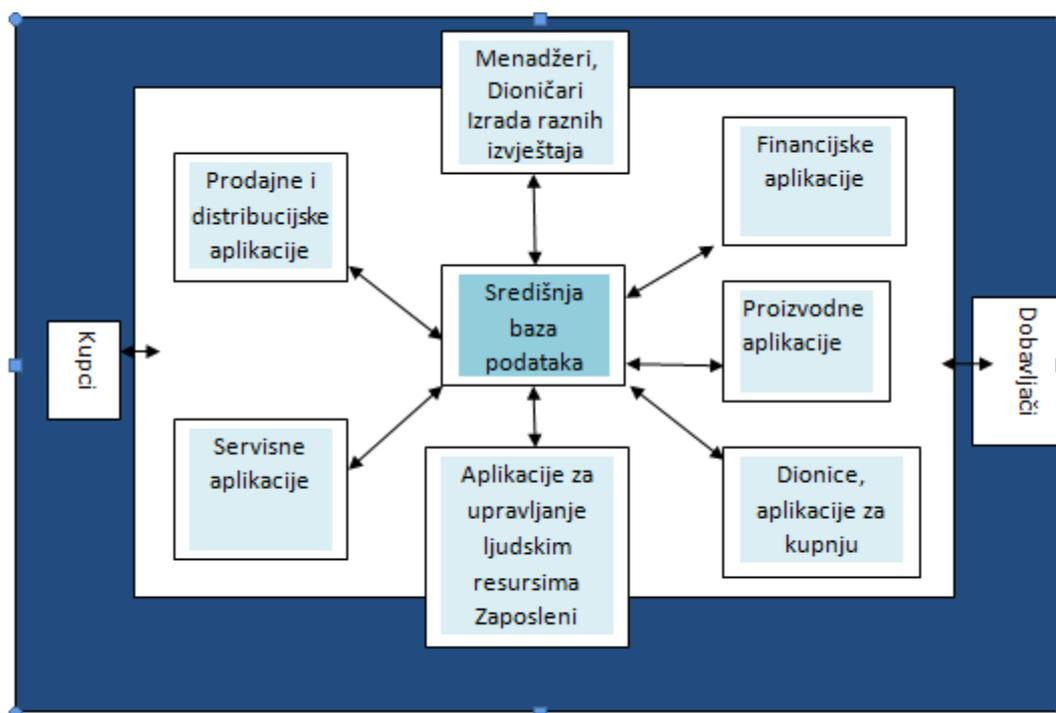 Menadžeri,
Dioničari
Izrada raznih
izvještaja
Prodajne i
distribucijske
aplikacije
Financijske
aplikacije
Središnja
baza
podataka
Proizvodne
aplikacije
Kupci
Dobavljači
Servisne
aplikacije
Aplikacije za
upravljanje
ljudskim
resursima
Zaposleni
Dionice,
aplikacije za
kupnju